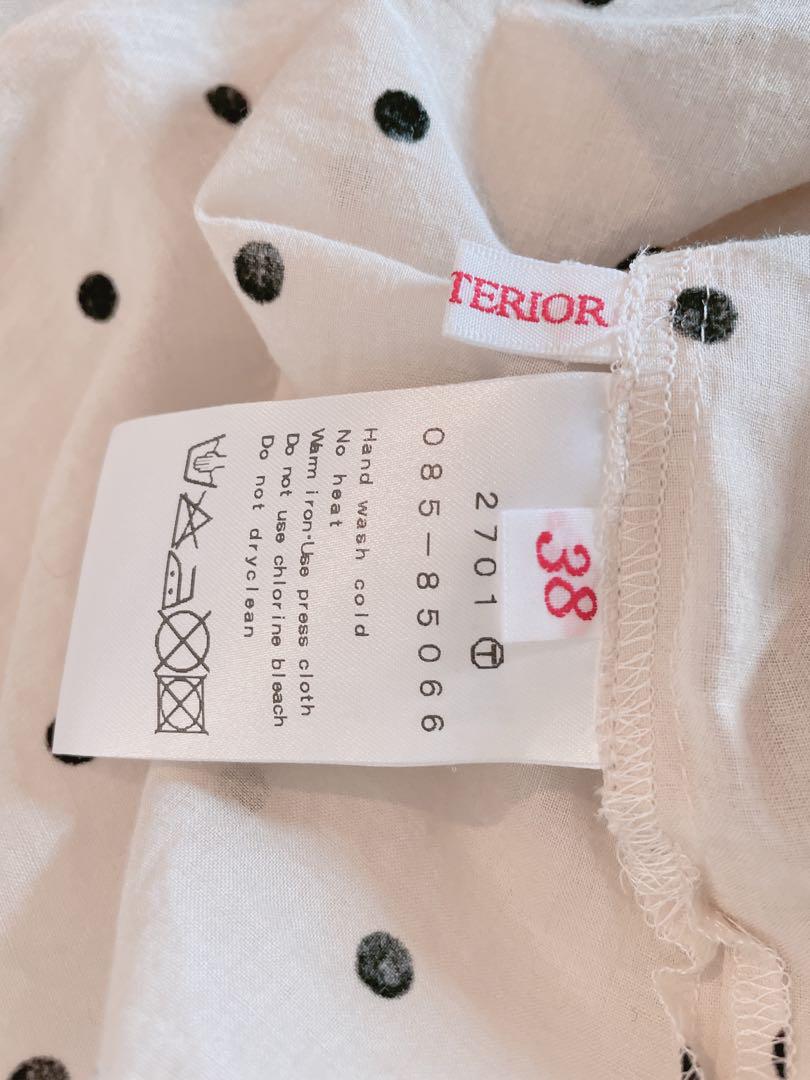 TERIOR
38
2701 Ⓣ
085-85066
Hand wash cold
No heat
Warm iron·Use press cloth
Do not use chlorine bleach
Do not dryclean